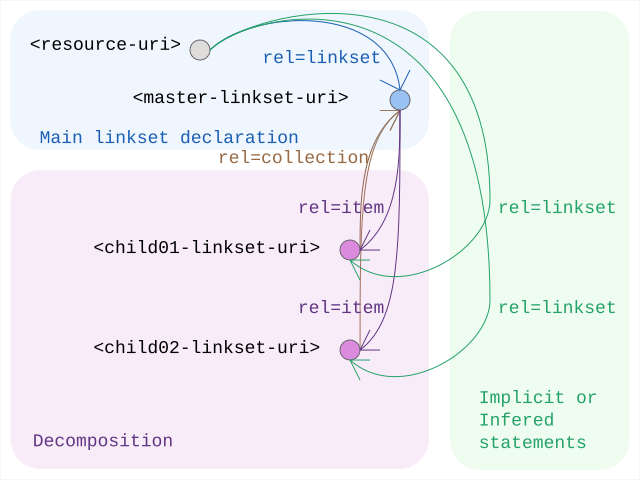 <resource-uri>
rel=linkset
<master-linkset-uri>
Main linkset declaration
rel=collection
rel=item
rel=linkset
<child01-linkset-uri>
rel=item
rel=linkset
<child02-linkset-uri>
Implicit or
Infered
statements
Decomposition